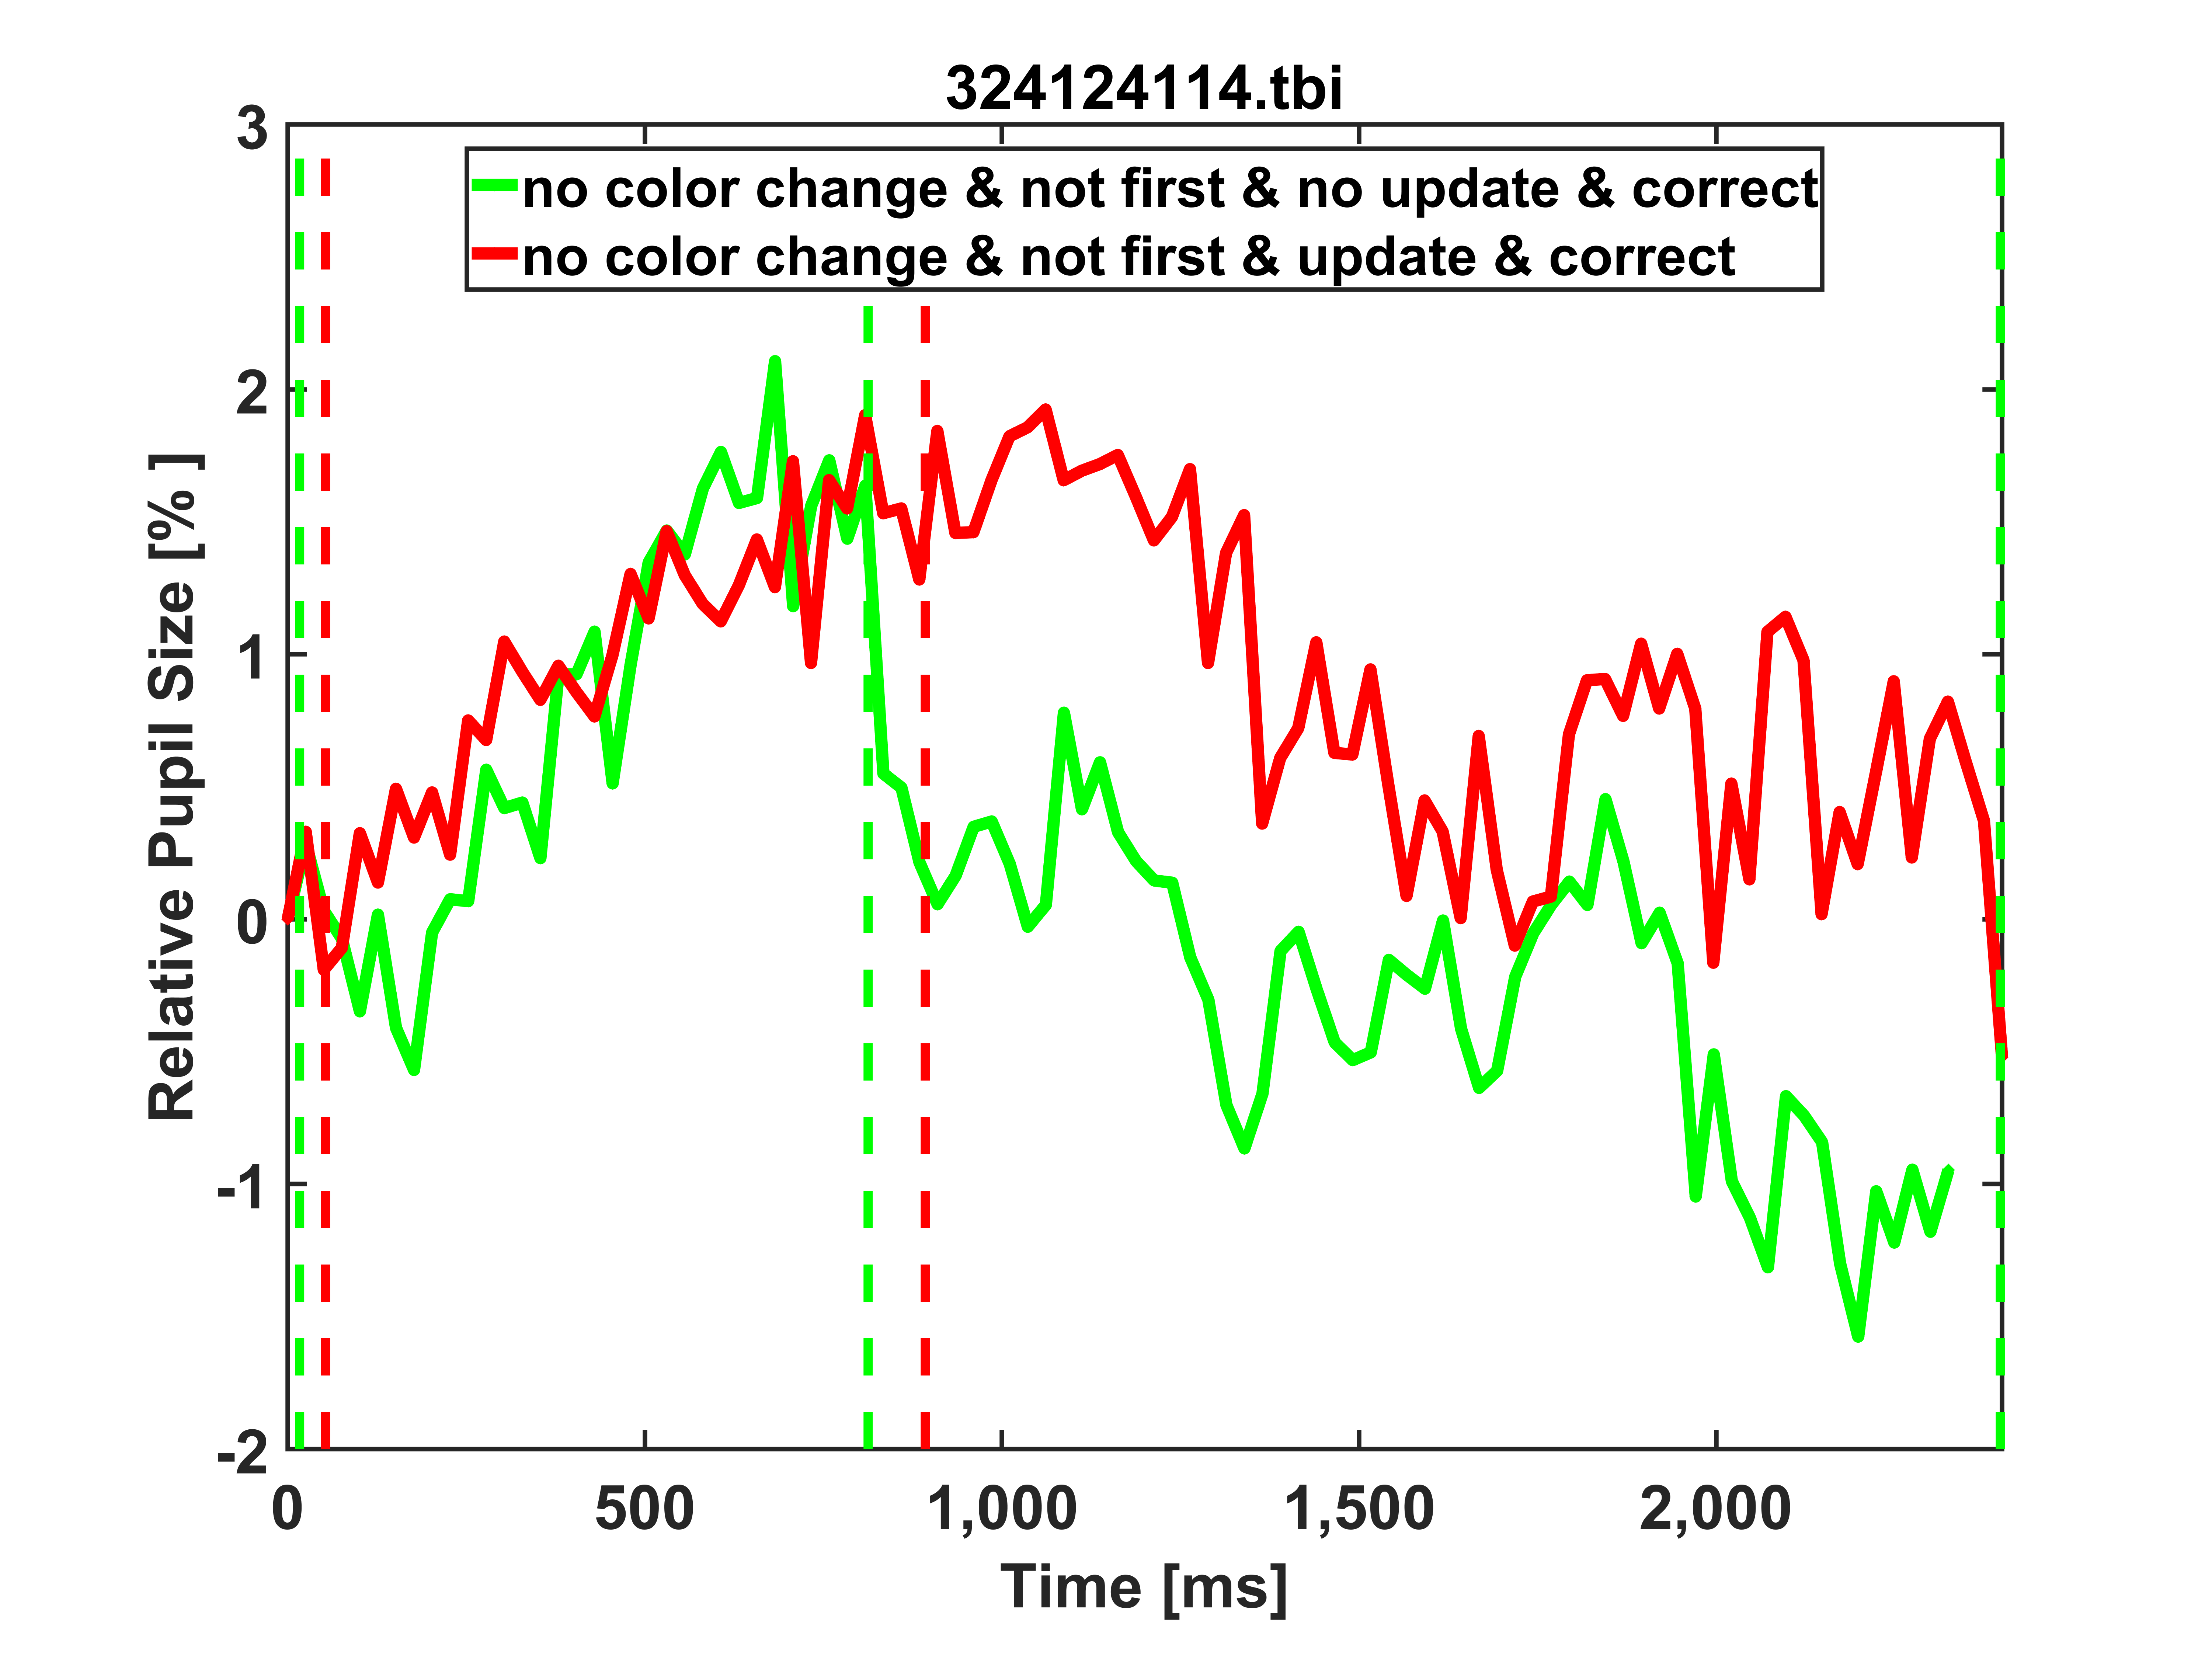 324124114.tbi
no color change & not first & no update & correct
no color change & not first & update & correct
Relative Pupil Size [% ]
3
2
1
0
-1
-2
0
500
1,000
1,500
2,000
Time [ms]